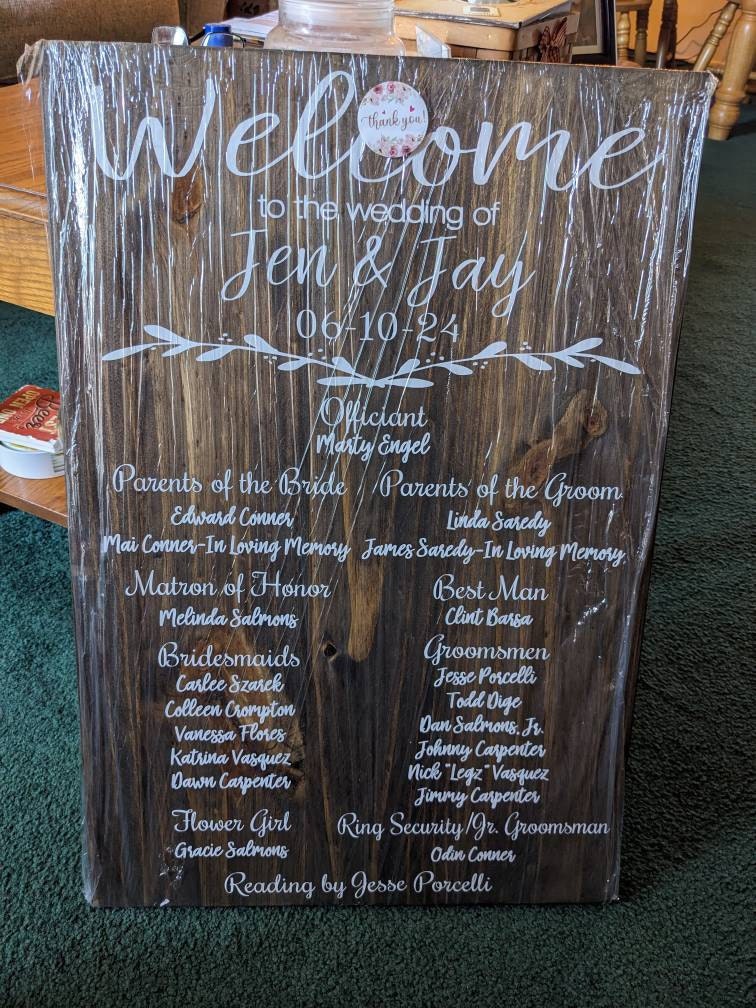 Welcome
thank you!
to the wedding of
Jen & Jay
06-10-24
Officiant
Marty Engel
Parents of the Bride
Edward Conner
Mai Conner-In Loving Memory
Parents of the Groom
Linda Saredy
James Saredy-In Loving Memory
Matron of Honor
Melinda Salmons
Best Man
Clint Barsa
Bridesmaids
Carlee Szarek
Colleen Crompton
Vanessa Flores
Katrina Vasquez
Dawn Carpenter
Groomsmen
Jesse Porcelli
Todd Dige
Dan Salmons, Jr.
Johnny Carpenter
Nick "Legz" Vasquez
Jimmy Carpenter
Flower Girl
Gracie Salmons
Ring Security/Jr. Groomsman
Odin Conner
Reading by Jesse Porcelli
Beer